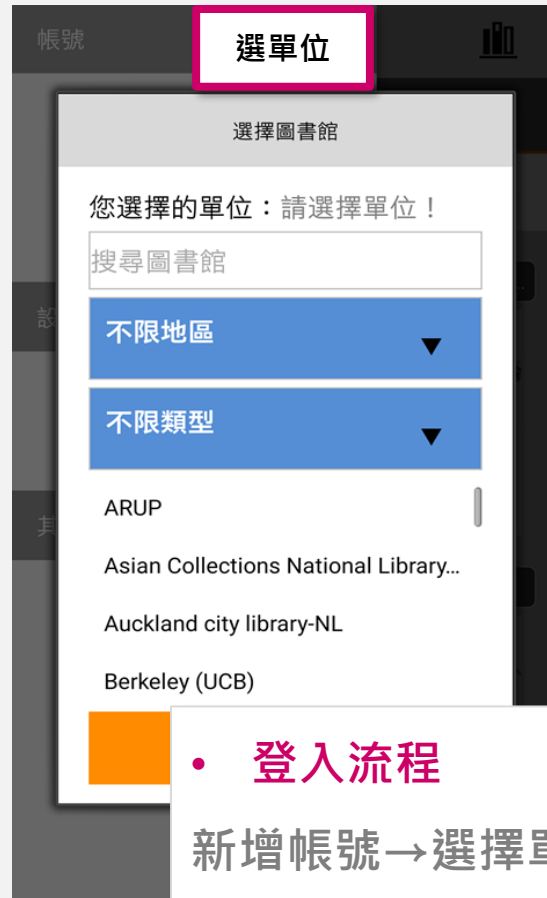 帳號
選單位
選擇圖書館
您選擇的單位：請選擇單位！
搜尋圖書館
不限地區
▼
設
不限類型
▼
ARUP
其
Asian Collections National Library...
Auckland city library-NL
Berkeley (UCB)
• 登入流程
新增帳號→選擇